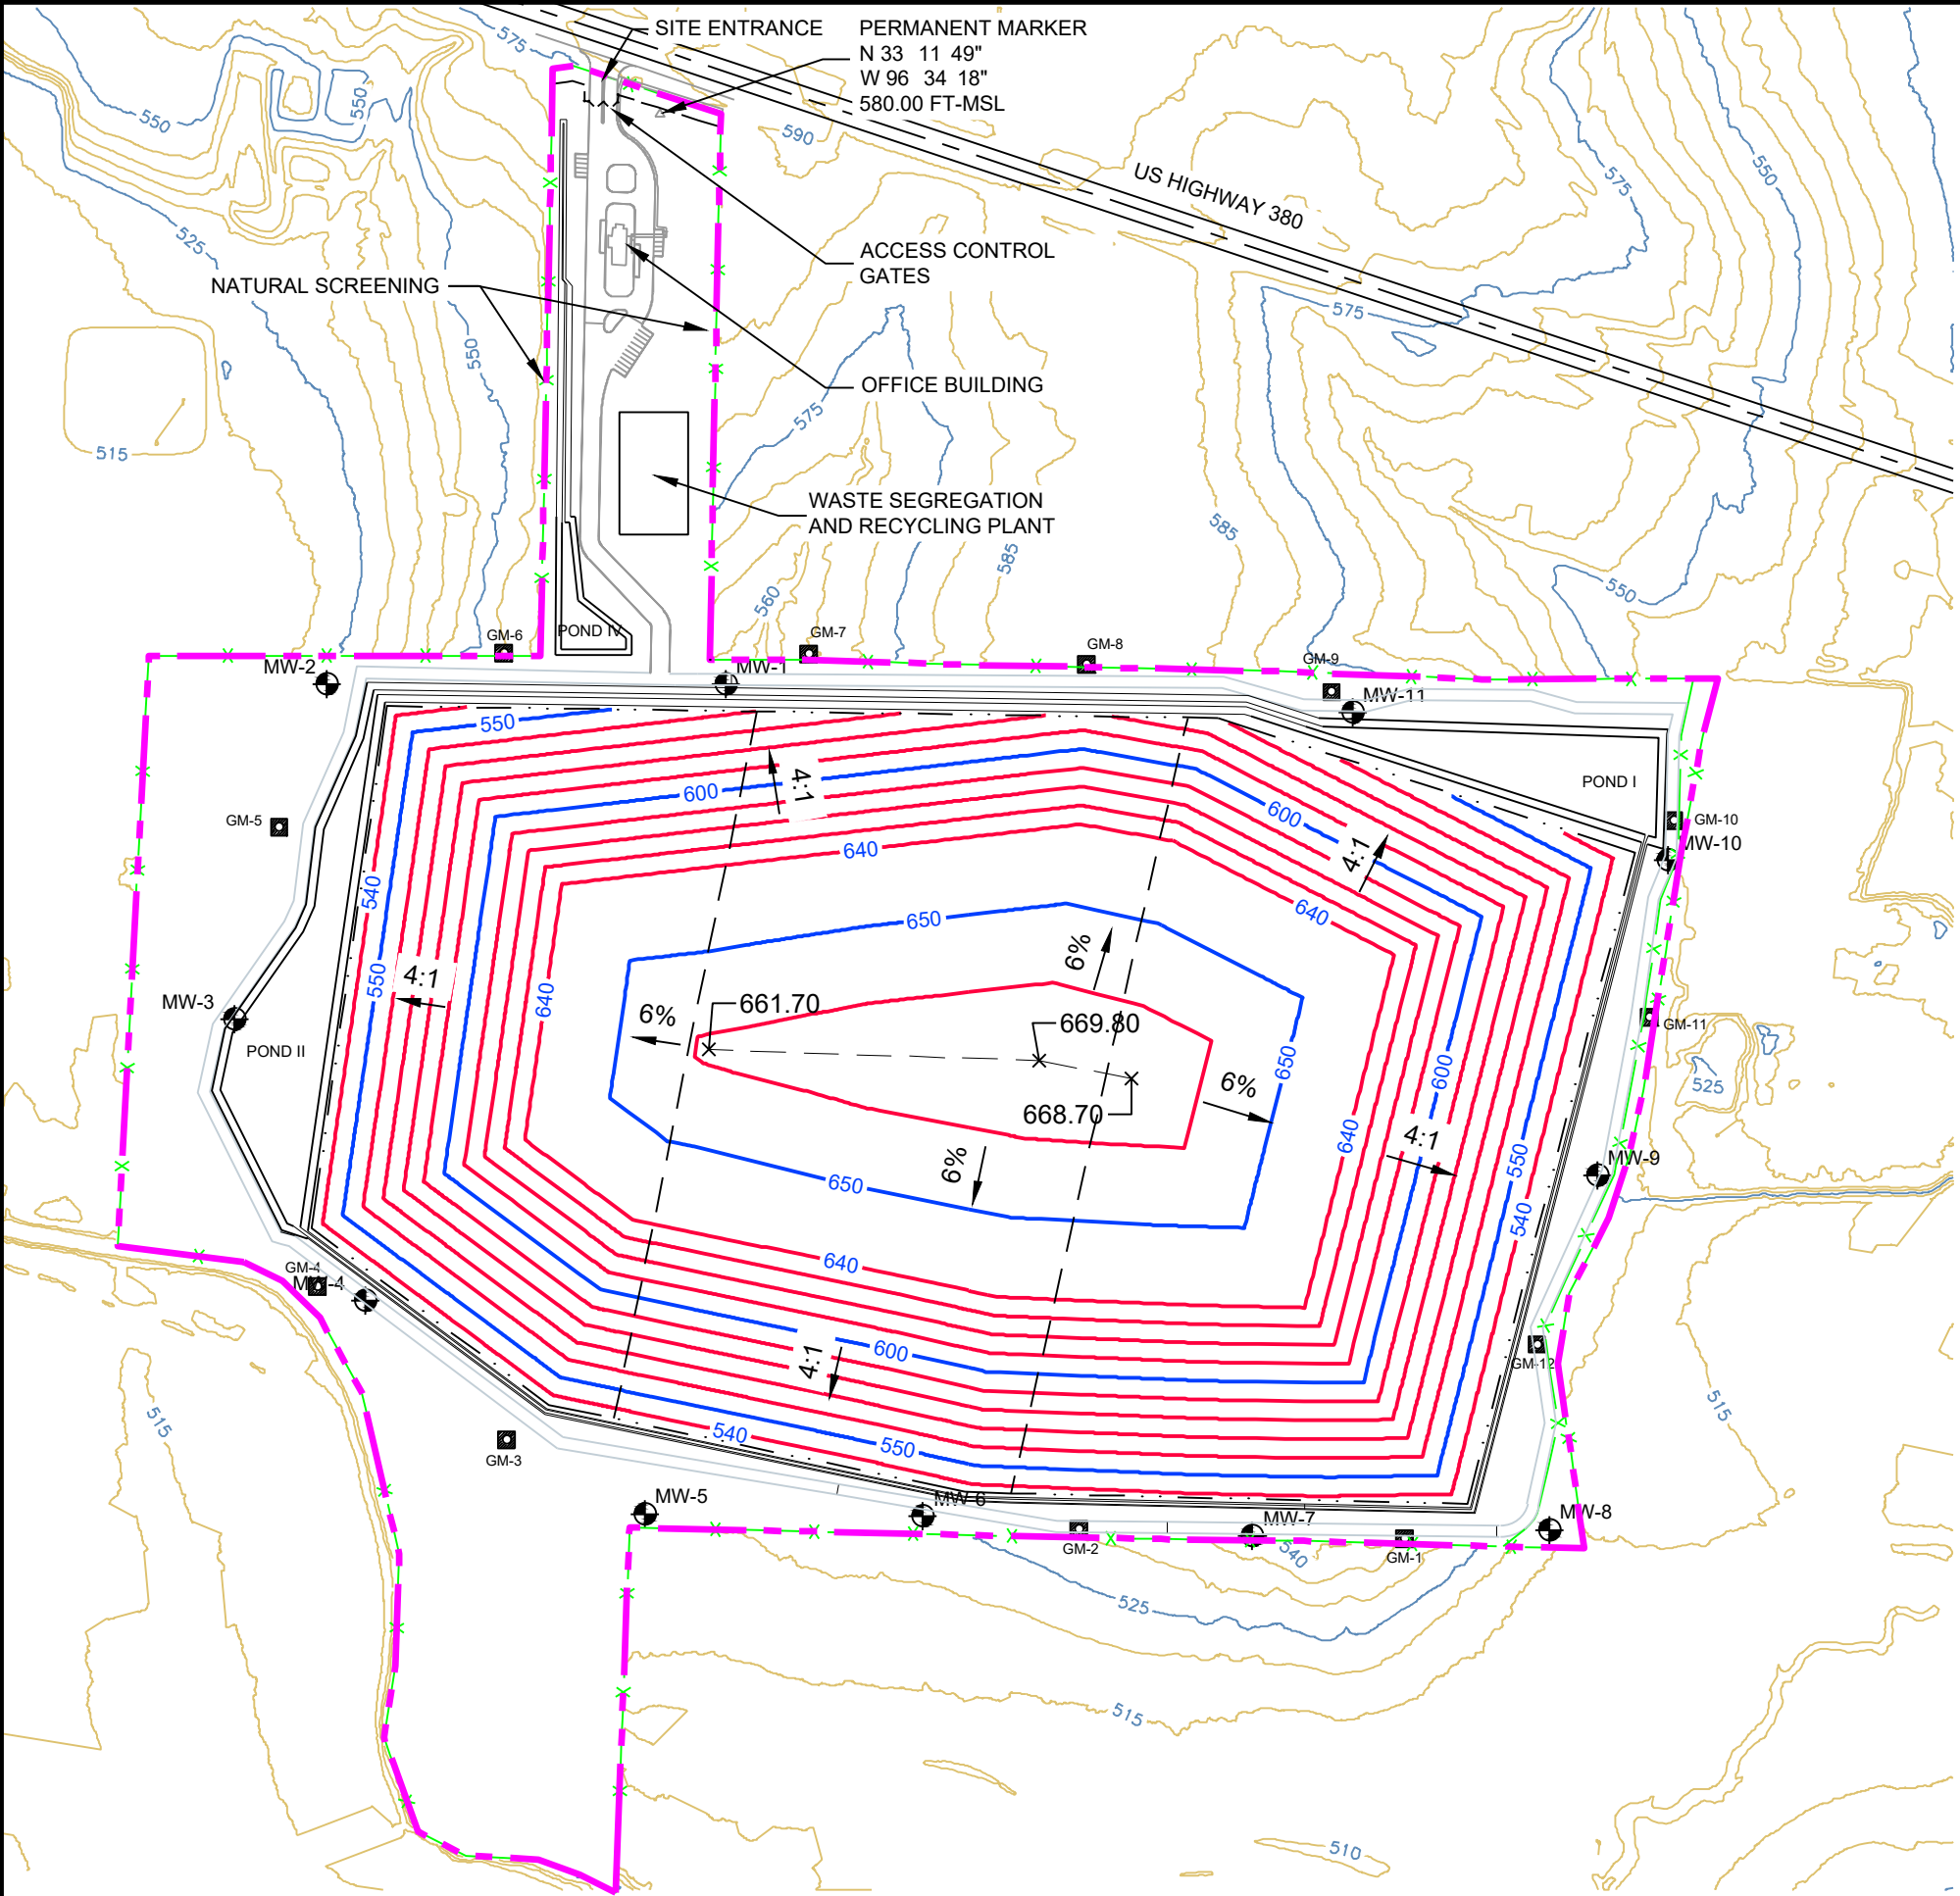 SITE ENTRANCE
PERMANENT MARKER
N 33 11 49"
W 96 34 18"
580.00 FT-MSL
575
550
550
590
US HIGHWAY 380
575
550
525
ACCESS CONTROL
GATES
NATURAL SCREENING
550
575
OFFICE BUILDING
575
515
WASTE SEGREGATION
AND RECYCLING PLANT
585
585
550
560
GM-6
POND IV
GM-7
GM-8
GM-9
MW-2
MW-1
MW-11
550
4:1
600
600
POND I
GM-5
640
4:1
GM-10
MW-10
540
650
640
550
4:1
640
6%
MW-3
661.70
6%
669.80
GM-11
POND II
650
600
525
6%
668.70
640
4:1
6%
650
550
MW-9
540
640
GM-4
MW-4
4:1
600
GM-12
515
515
540
550
GM-3
MW-5
MW-6
MW-7
MW-8
GM-2
540
GM-1
525
515
510